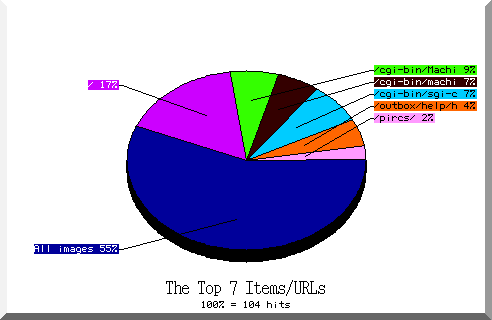 /cgi-bin/Machi 9%
/cgi-bin/machi 7%
/ 17%
/cgi-bin/sgi-c 7%
/outbox/help/h 4%
/pircs/ 2%
All images 55%
The Top 7 Items/URLs
100% = 104 hits